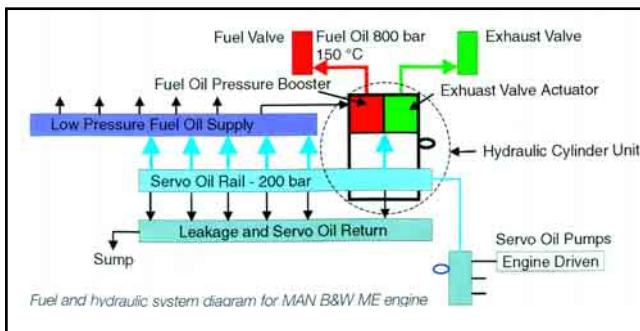 Fuel Valve
Fuel Oil 800 bar
150 °C
Exhaust Valve
Fuel Oil Pressure Booster
Exhuast Valve Actuator
Low Pressure Fuel Oil Supply
Hydraulic Cylinder Unit
Servo Oil Rail - 200 bar
Leakage and Servo Oil Return
Sump
Servo Oil Pumps
Engine Driven
Fuel and hydraulic system diagram for MAN B&W ME engine